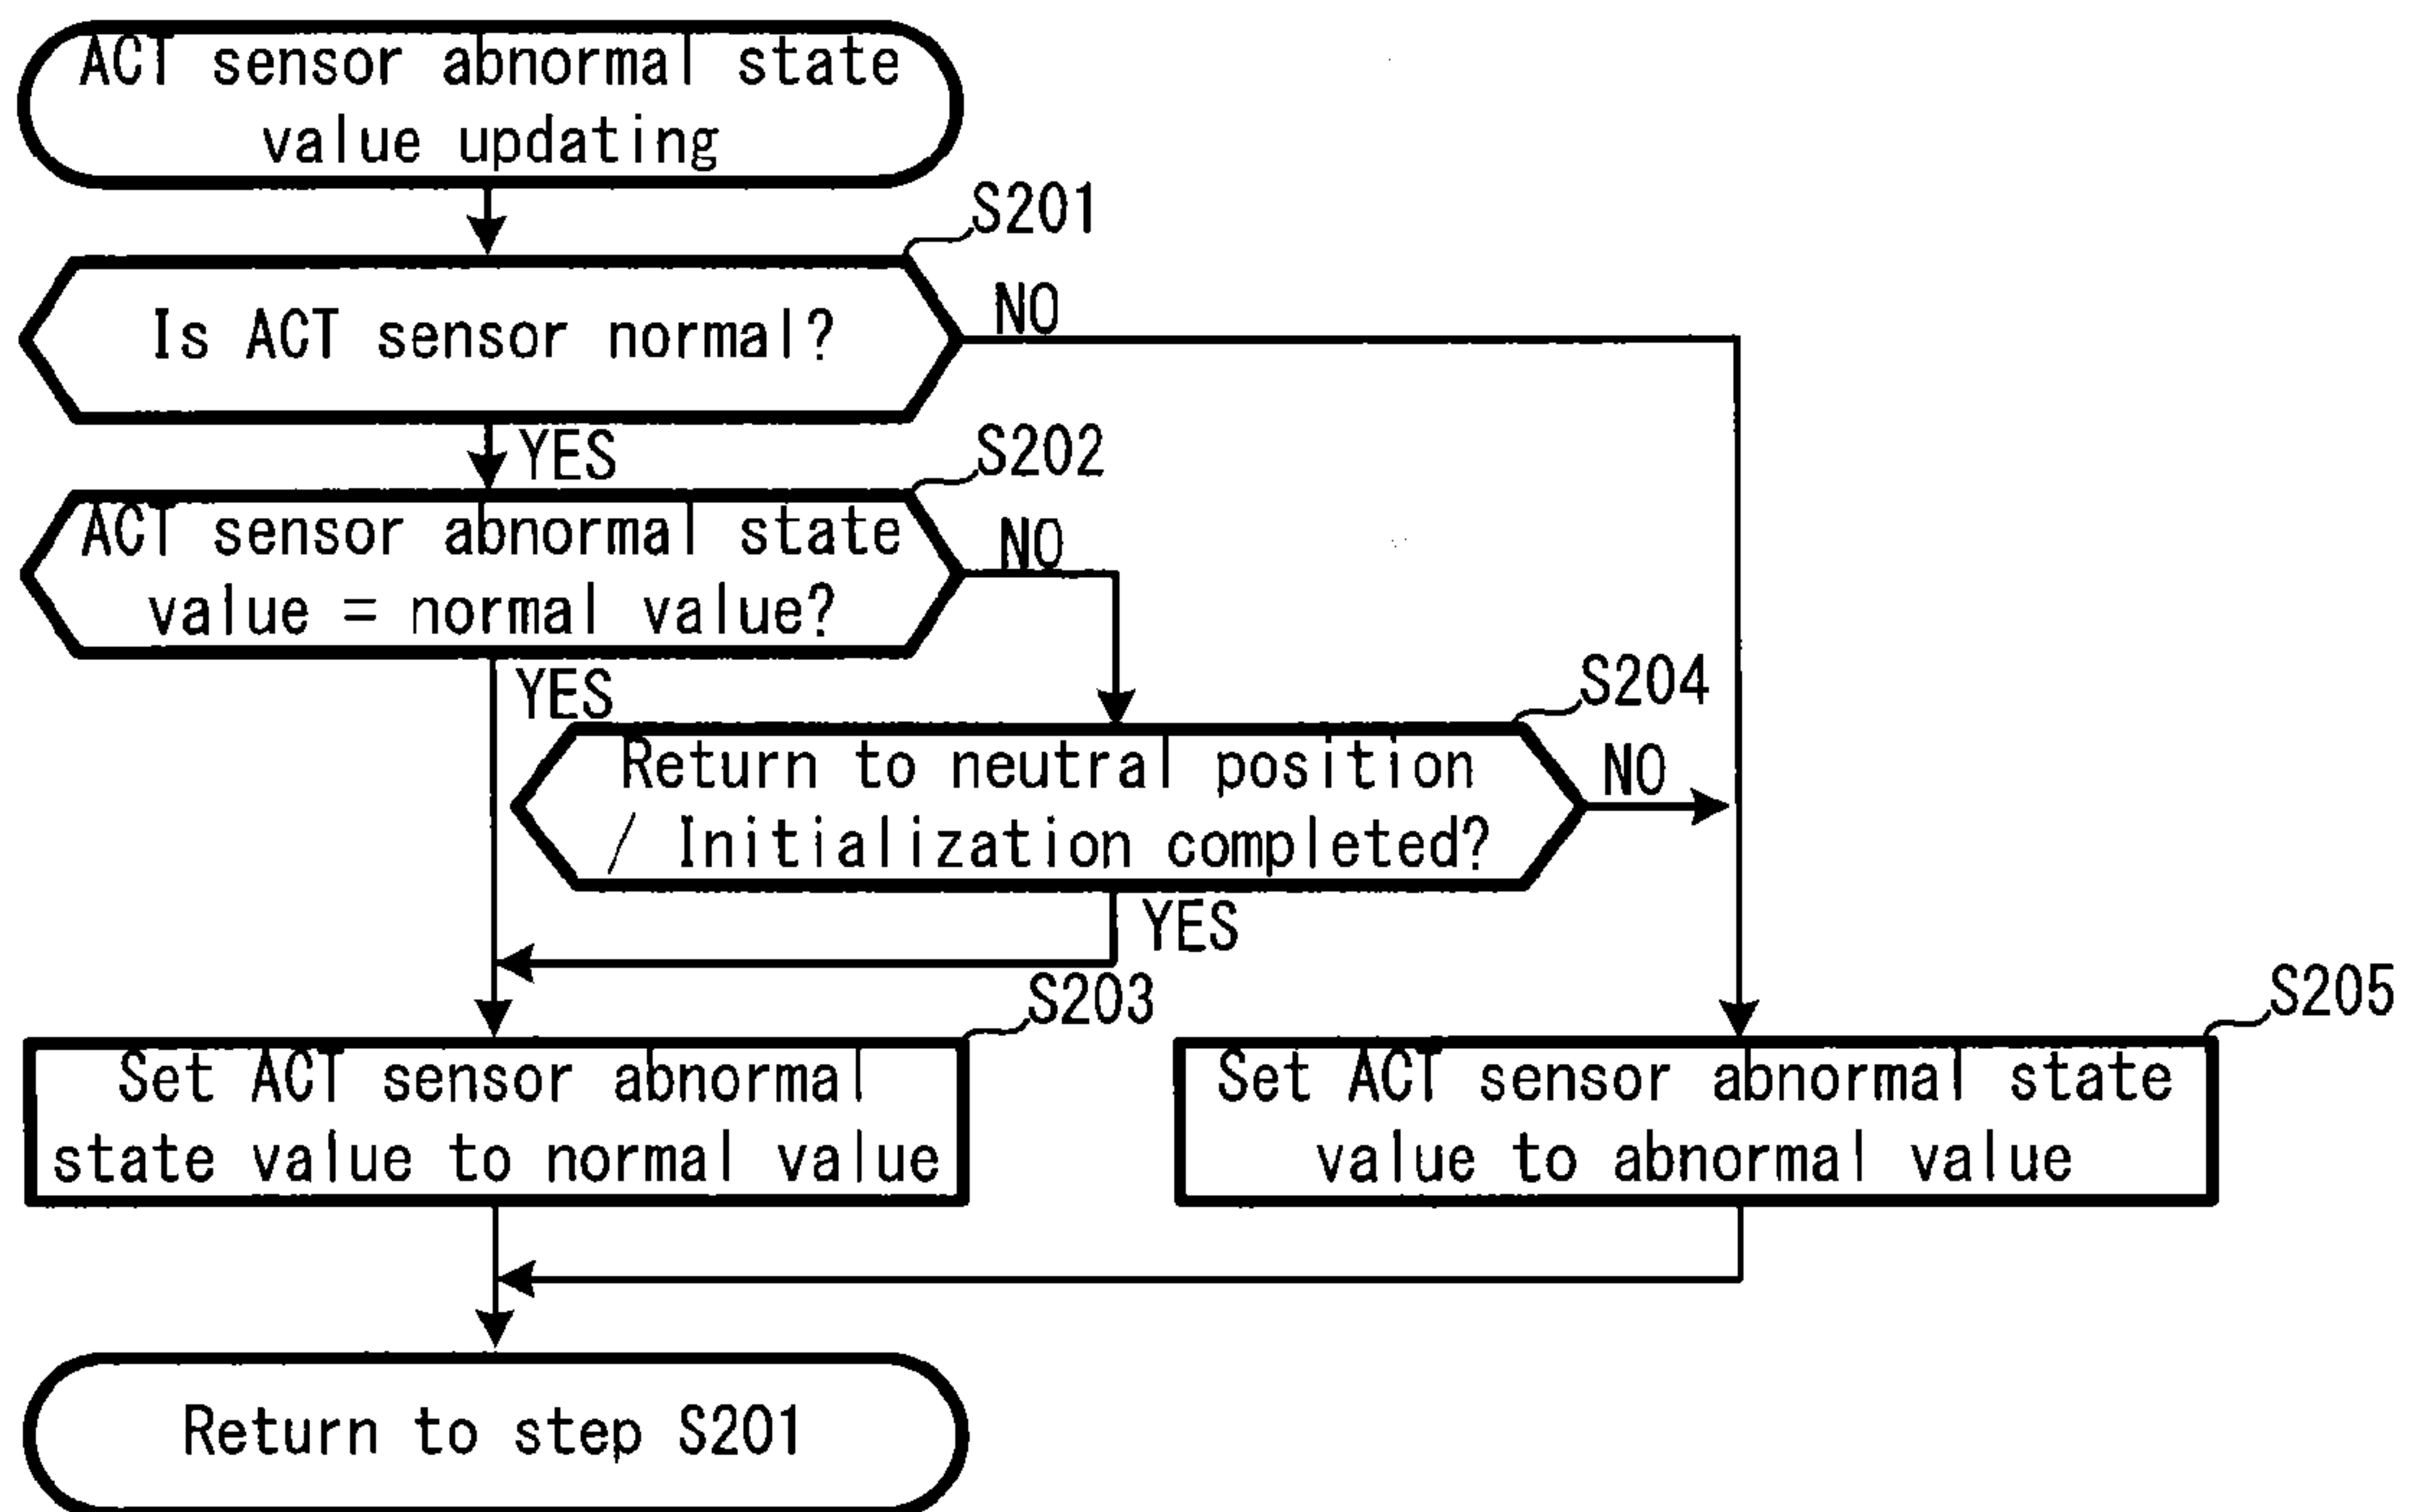 ACT sensor abnormal state
value updating
S201
Is ACT sensor normal?
NO
YES
S202
ACT sensor abnormal state
value = normal value?
NO
YES
S204
Return to neutral position
/ Initialization completed?
NO
YES
S203
Set ACT sensor abnormal
state value to normal value
S205
Set ACT sensor abnormal state
value to abnormal value
Return to step S201